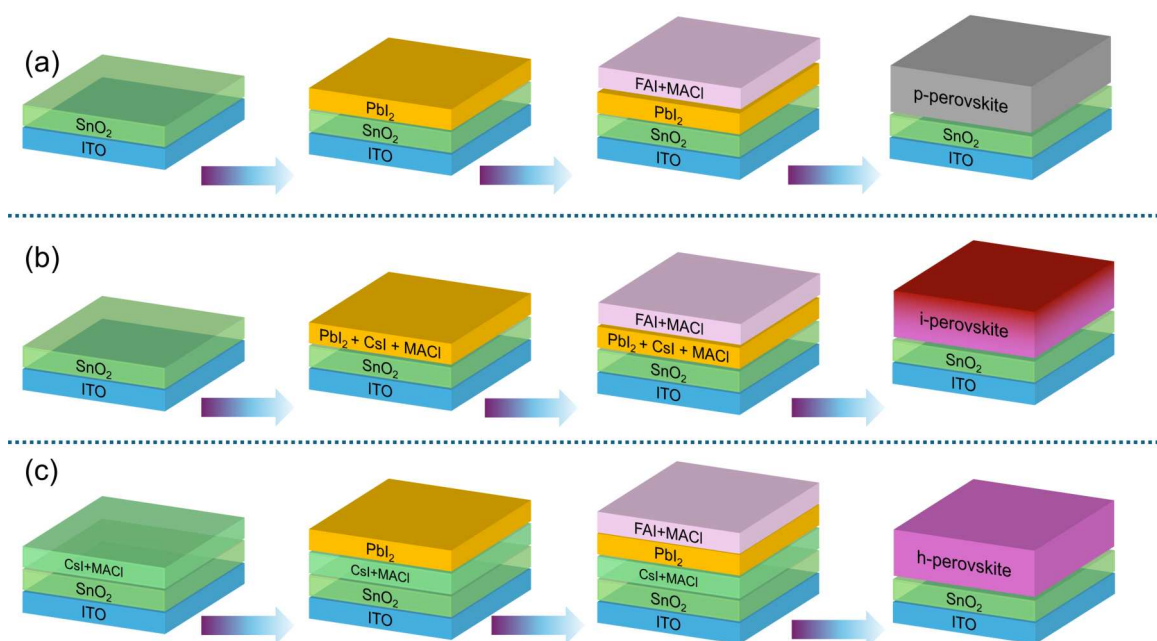 (a)
SnO₂
ITO
PbI₂
SnO₂
ITO
FAI+MACl
PbI₂
SnO₂
ITO
p-perovskite
SnO₂
ITO
(b)
SnO₂
ITO
PbI₂ + CsI + MACl
SnO₂
ITO
FAI+MACl
PbI₂ + CsI + MACl
SnO₂
ITO
i-perovskite
SnO₂
ITO
(c)
CsI+MACl
SnO₂
ITO
PbI₂
CsI+MACl
SnO₂
ITO
FAI+MACl
PbI₂
CsI+MACl
SnO₂
ITO
h-perovskite
SnO₂
ITO